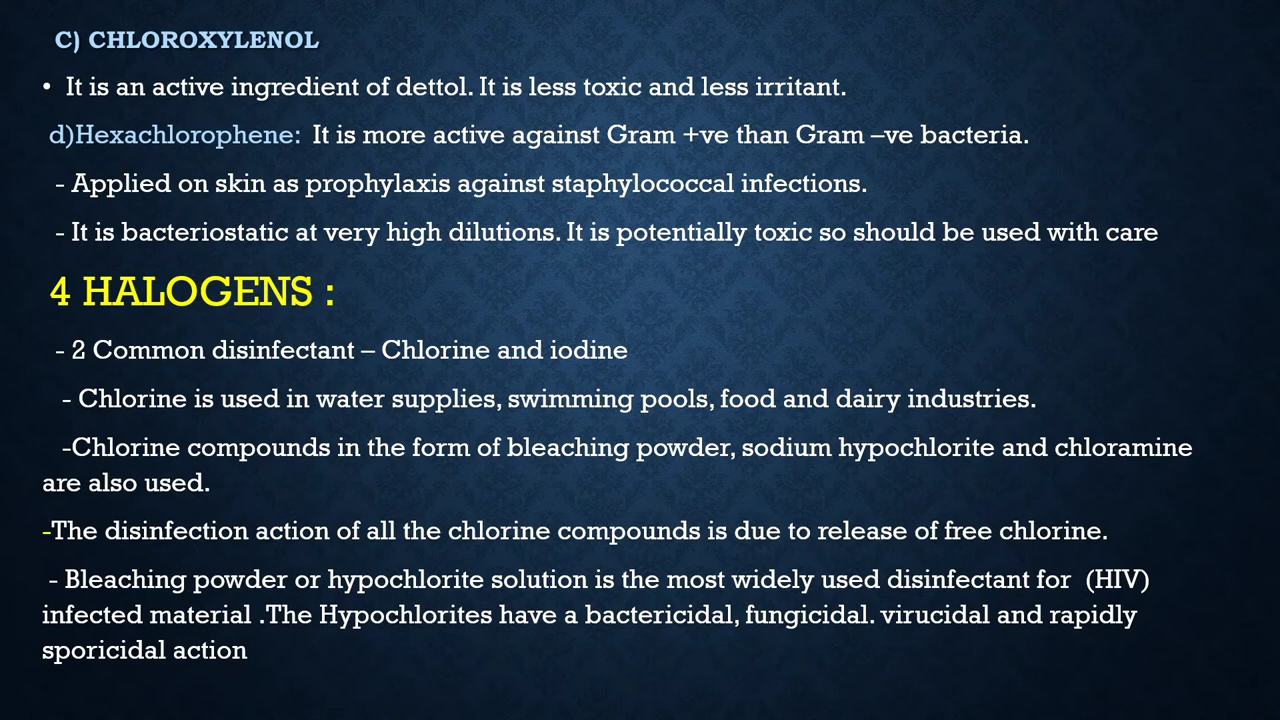 C) CHLOROXYLENOL
• It is an active ingredient of dettol. It is less toxic and less irritant.
d)Hexachlorophene: It is more active against Gram +ve than Gram –ve bacteria.
- Applied on skin as prophylaxis against staphylococcal infections.
- It is bacteriostatic at very high dilutions. It is potentially toxic so should be used with care
4 HALOGENS :
- 2 Common disinfectant – Chlorine and iodine
- Chlorine is used in water supplies, swimming pools, food and dairy industries.
-Chlorine compounds in the form of bleaching powder, sodium hypochlorite and chloramine
are also used.
-The disinfection action of all the chlorine compounds is due to release of free chlorine.
- Bleaching powder or hypochlorite solution is the most widely used disinfectant for (HIV)
infected material .The Hypochlorites have a bactericidal, fungicidal. virucidal and rapidly
sporicidal action